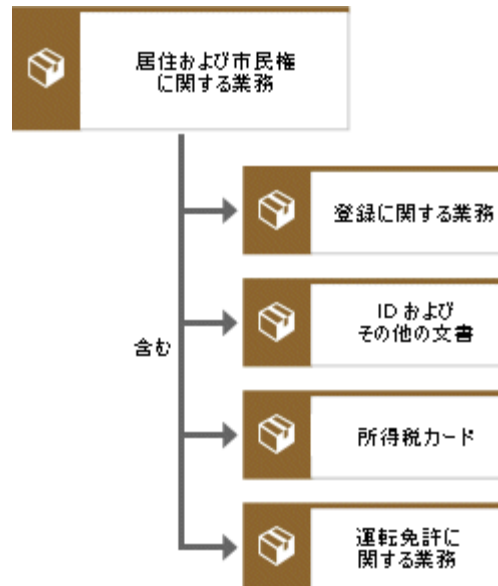 居住および市民権
に関する業務
登録に関する業務
ID および
その他の文書
含む
所得税カード
運転免許に
関する業務